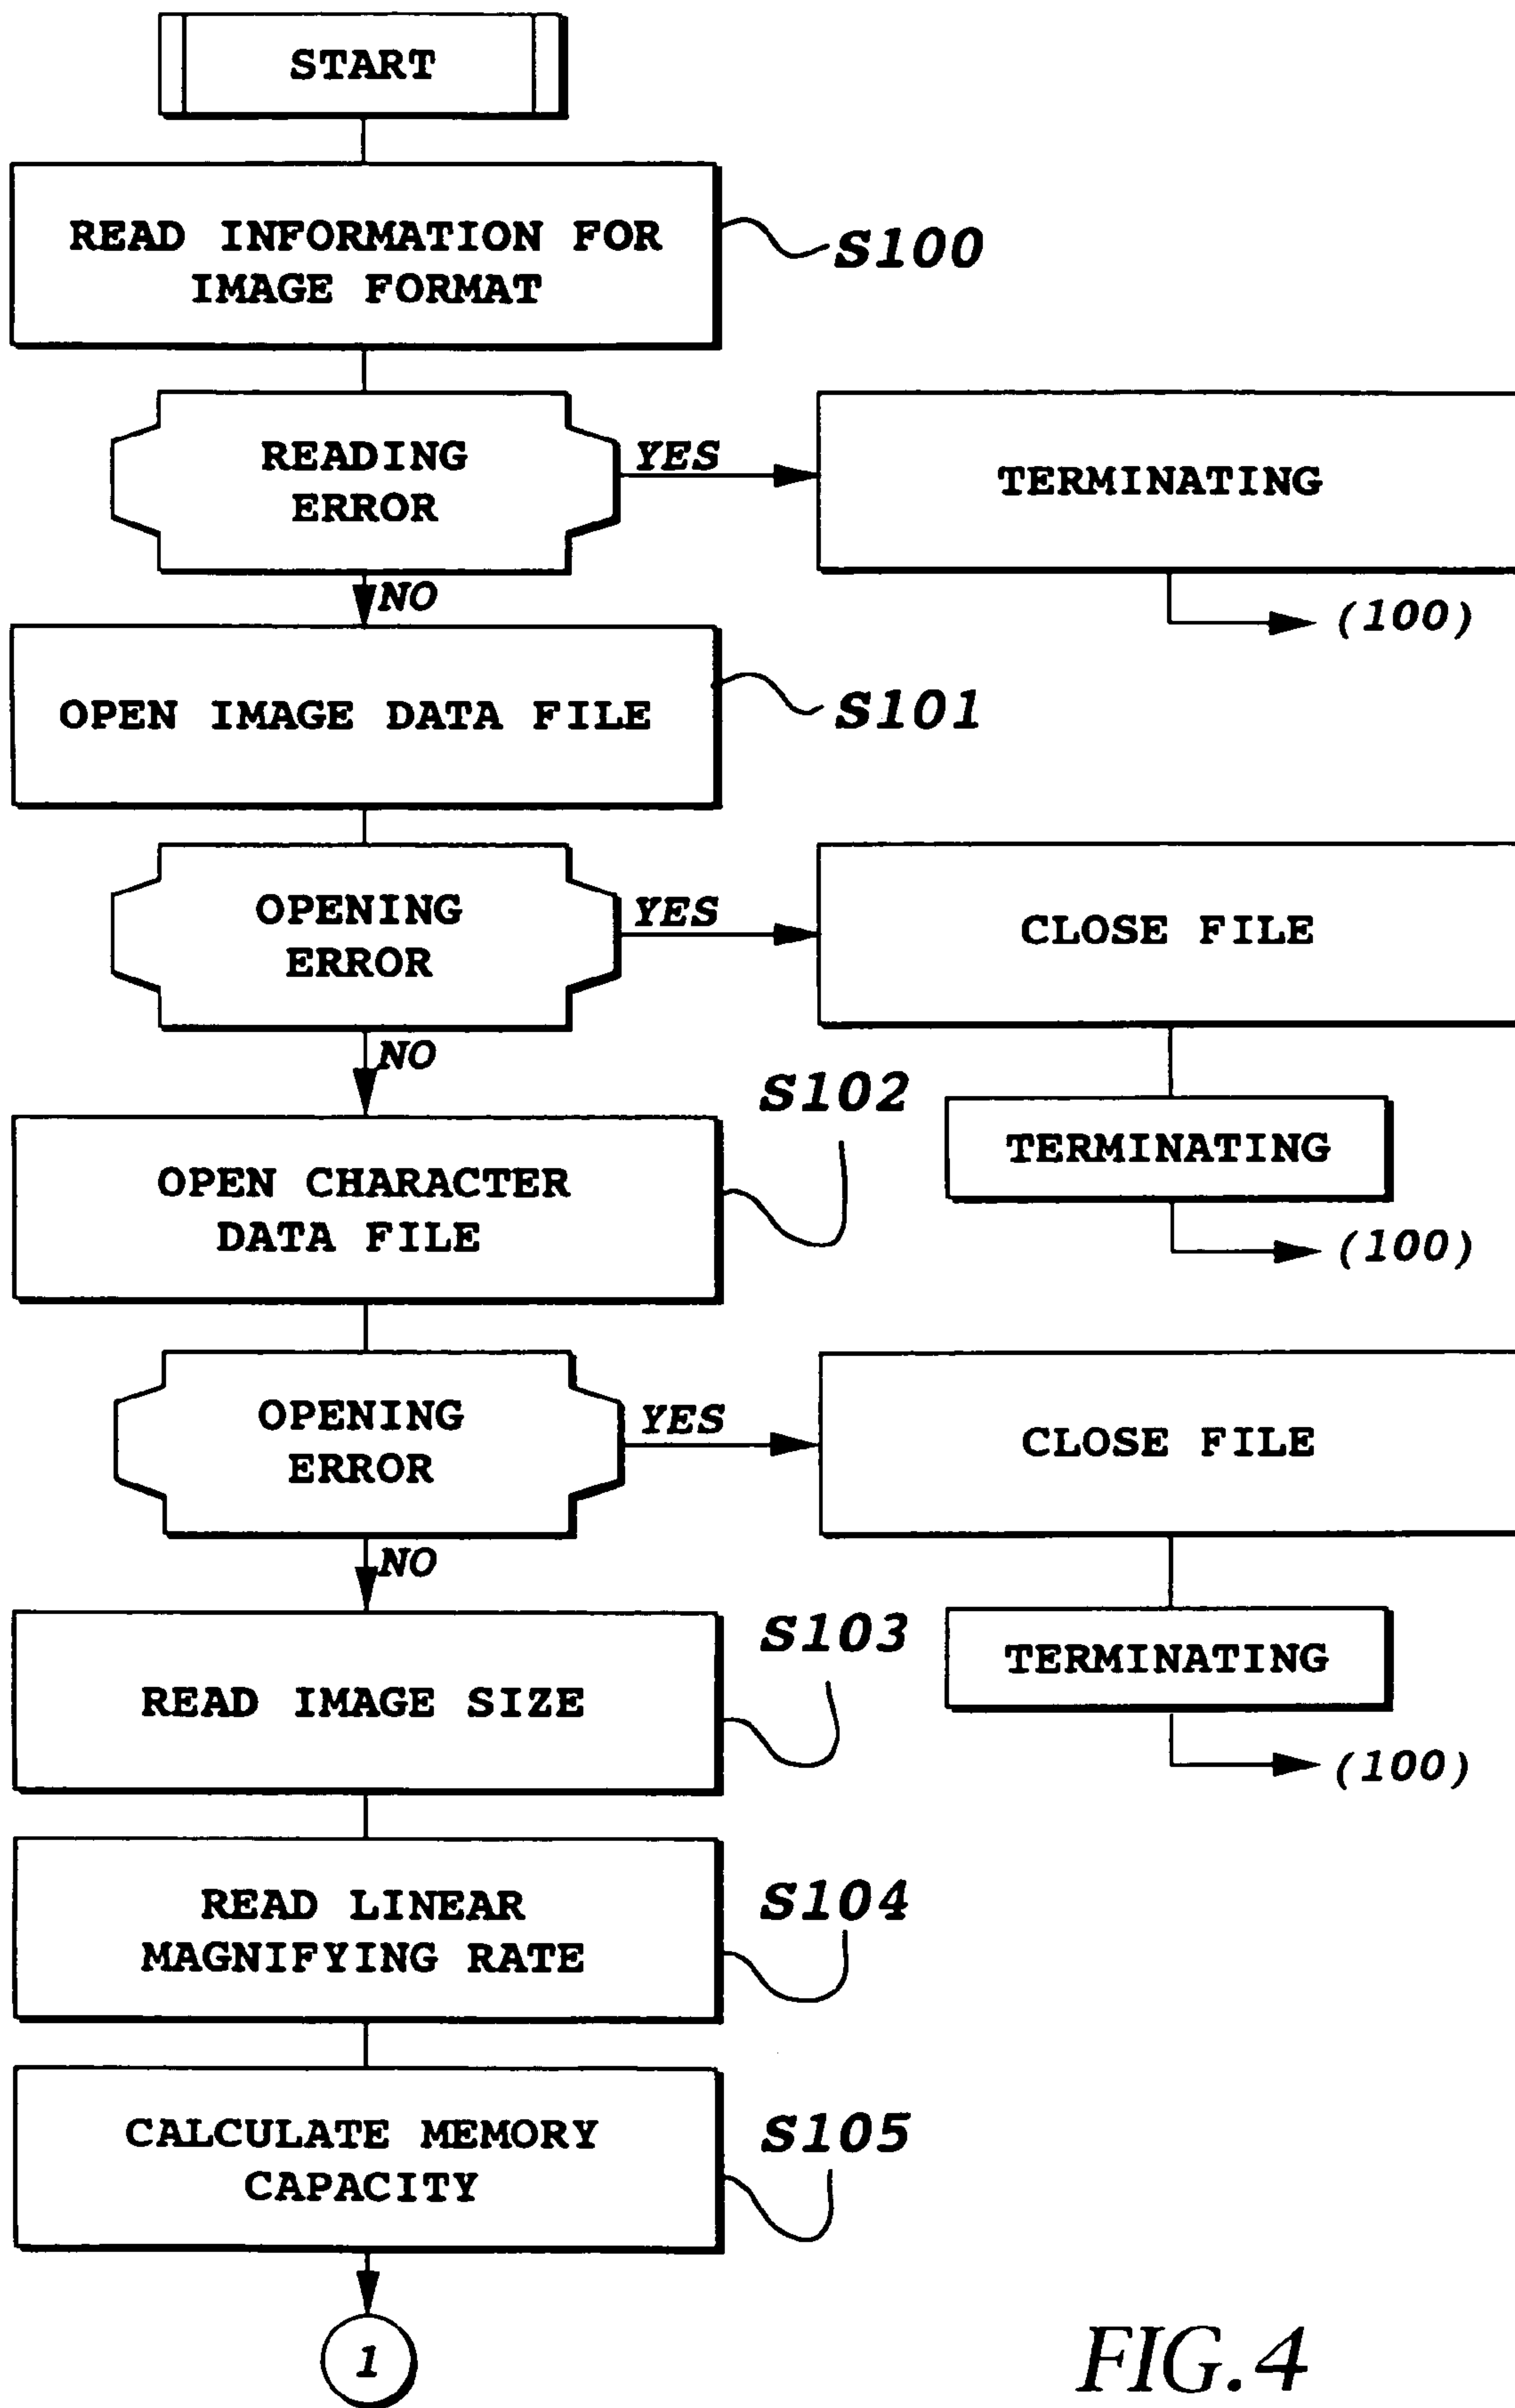 START
READ INFORMATION FOR
IMAGE FORMAT
S100
READING
ERROR
YES
TERMINATING
NO
(100)
OPEN IMAGE DATA FILE
S101
OPENING
ERROR
YES
CLOSE FILE
NO
S102
TERMINATING
OPEN CHARACTER
DATA FILE
(100)
OPENING
ERROR
YES
CLOSE FILE
NO
S103
TERMINATING
READ IMAGE SIZE
(100)
READ LINEAR
MAGNIFYING RATE
S104
CALCULATE MEMORY
CAPACITY
S105
1
FIG.4